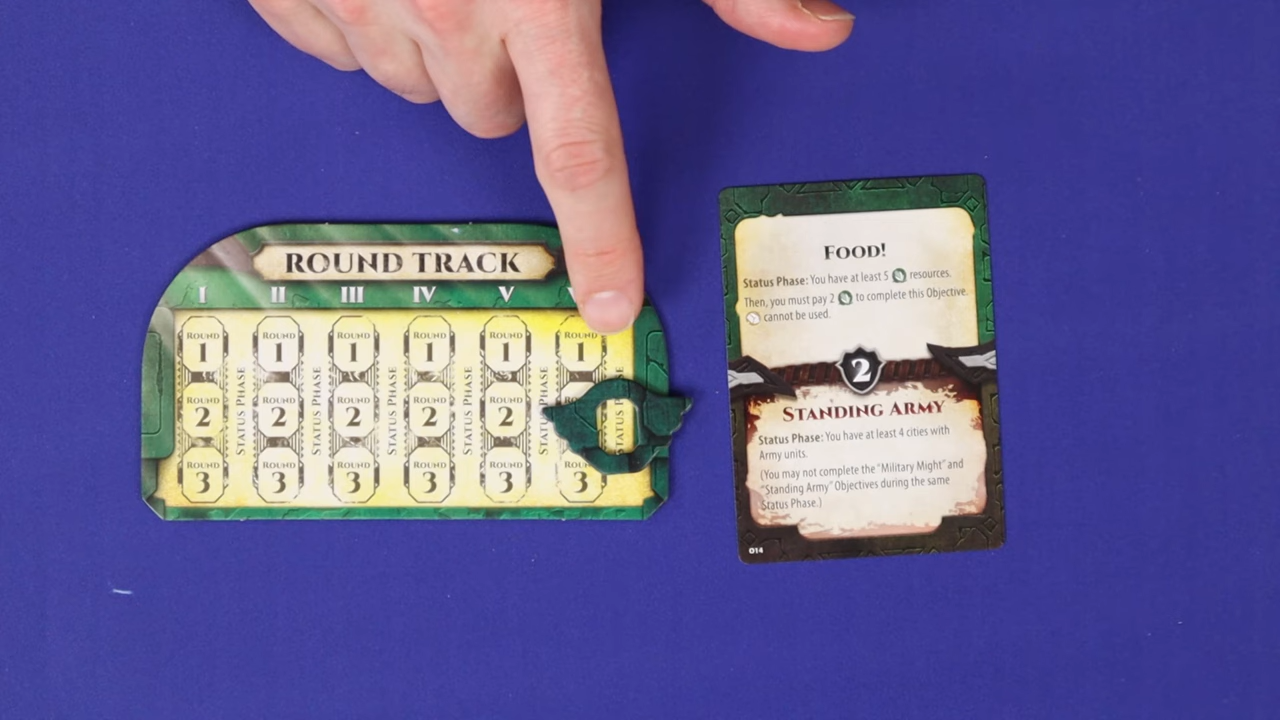 ROUND TRACK
I II III IV V
ROUND 1 ROUND 1 ROUND 1 ROUND 1 ROUND 1 ROUND 1
ROUND 2 ROUND 2 ROUND 2 ROUND 2 ROUND 2
ROUND 3 ROUND 3 ROUND 3 ROUND 3 ROUND 3 ROUND 3
STATUS PHASE
STATUS PHASE
STATUS PHASE
STATUS PHASE
STATUS PHASE
STATUS
FOOD!
Status Phase: You have at least 5 resources.
Then, you must pay 2 to complete this Objective.
cannot be used.
2
STANDING ARMY
Status Phase: You have at least 4 cities with
Army units.
(You may not complete the "Military Might" and
"Standing Army" Objectives during the same
Status Phase.)
014